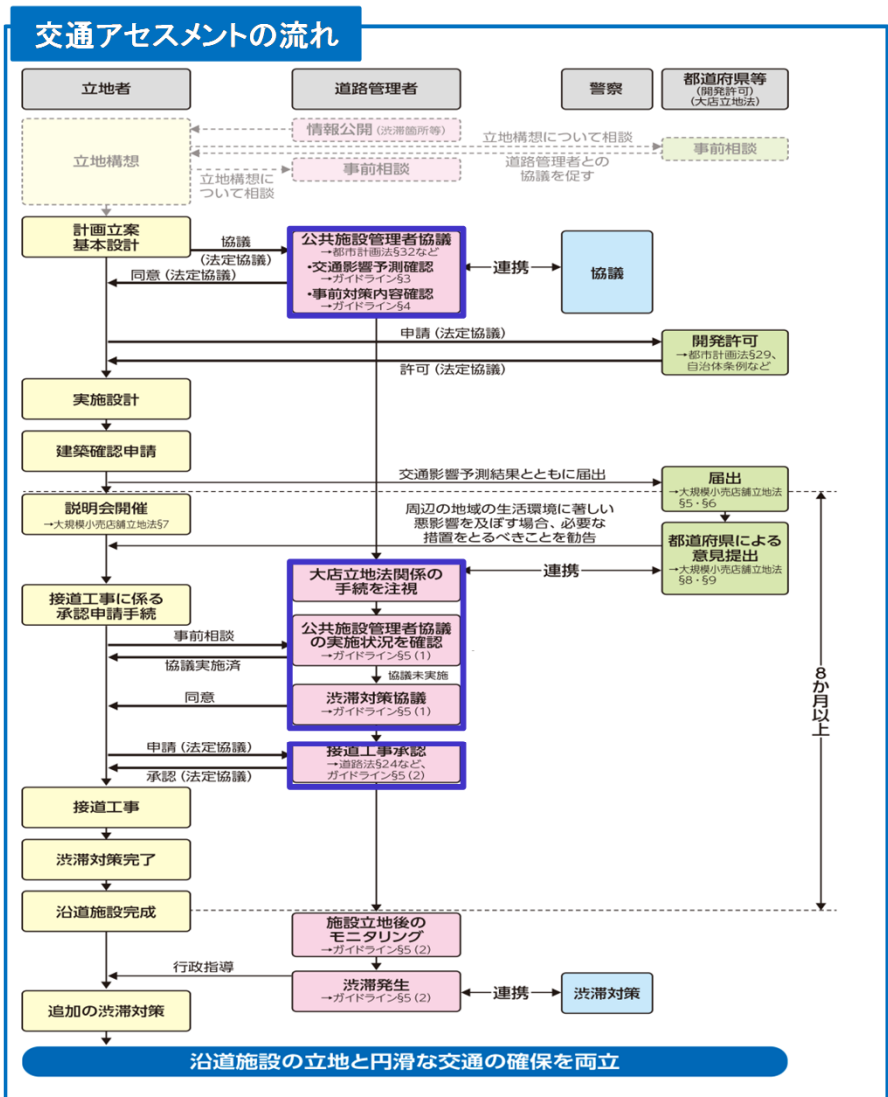 交通アセスメントの流れ
立地者
道路管理者
警察
都道府県等
(開発許可)
(大店立地法)
立地構想
情報公開 (渋滞箇所等)
立地構想について相談
事前相談
道路管理者との
協議を促す
事前相談
立地構想に
ついて相談
計画立案
基本設計
協議
(法定協議)
同意 (法定協議)
公共施設管理者協議
→都市計画法§32など
・交通影響予測確認
→ガイドライン§3
・事前対策内容確認
→ガイドライン§4
連携
協議
申請 (法定協議)
許可 (法定協議)
開発許可
→都市計画法§29、
自治体条例など
実施設計
建築確認申請
交通影響予測結果とともに届出
届出
→大規模小売店舗立地法
§5・§6
説明会開催
→大規模小売店舗立地法§7
周辺の地域の生活環境に著しい
悪影響を及ぼす場合、必要な
措置をとるべきことを勧告
都道府県による
意見提出
→大規模小売店舗立地法
§8・§9
大店立地法関係の
手続を注視
連携
接道工事に係る
承認申請手続
事前相談
協議実施済
公共施設管理者協議
の実施状況を確認
→ガイドライン§5 (1)
協議未実施
同意
渋滞対策協議
→ガイドライン§5 (1)
8か月以上
申請 (法定協議)
承認 (法定協議)
接道工事承認
→道路法§24など、
ガイドライン§5 (2)
接道工事
渋滞対策完了
沿道施設完成
施設立地後の
モニタリング
→ガイドライン§5 (2)
行政指導
渋滞発生
→ガイドライン§5 (2)
連携
渋滞対策
追加の渋滞対策
沿道施設の立地と円滑な交通の確保を両立